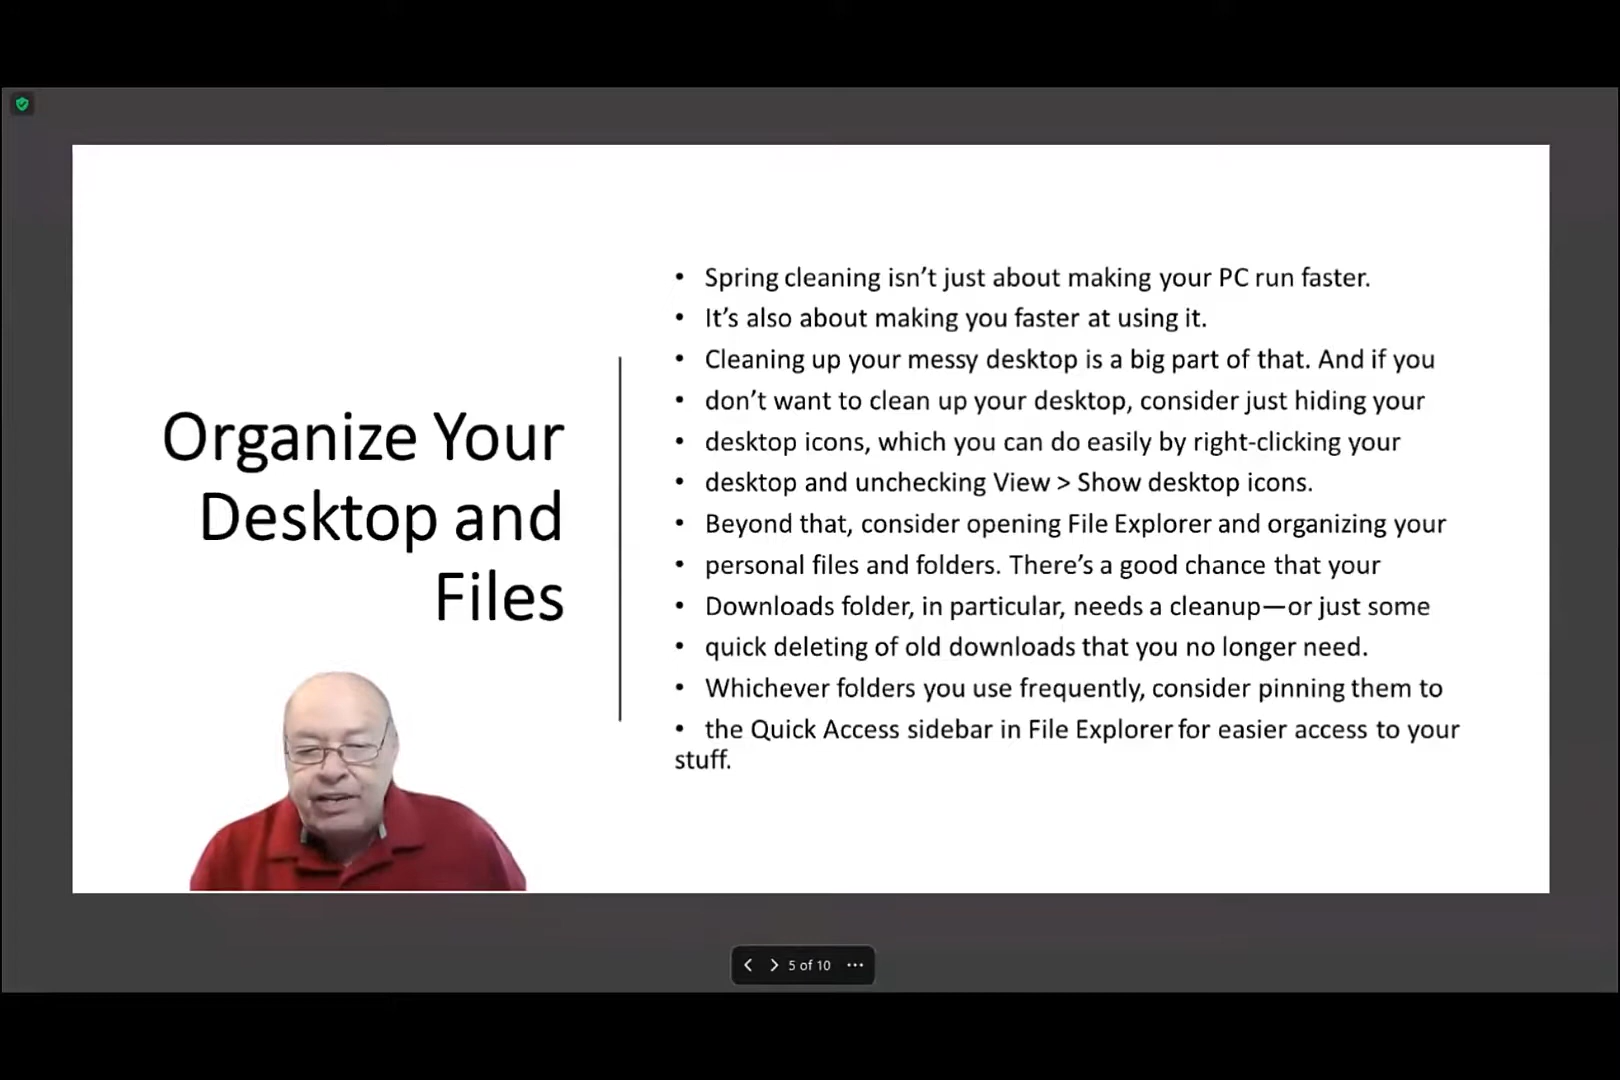 Organize Your
Desktop and
Files
• Spring cleaning isn’t just about making your PC run faster.
• It’s also about making you faster at using it.
• Cleaning up your messy desktop is a big part of that. And if you
• don’t want to clean up your desktop, consider just hiding your
• desktop icons, which you can do easily by right-clicking your
• desktop and unchecking View > Show desktop icons.
• Beyond that, consider opening File Explorer and organizing your
• personal files and folders. There’s a good chance that your
• Downloads folder, in particular, needs a cleanup—or just some
• quick deleting of old downloads that you no longer need.
• Whichever folders you use frequently, consider pinning them to
• the Quick Access sidebar in File Explorer for easier access to your
stuff.
5 of 10